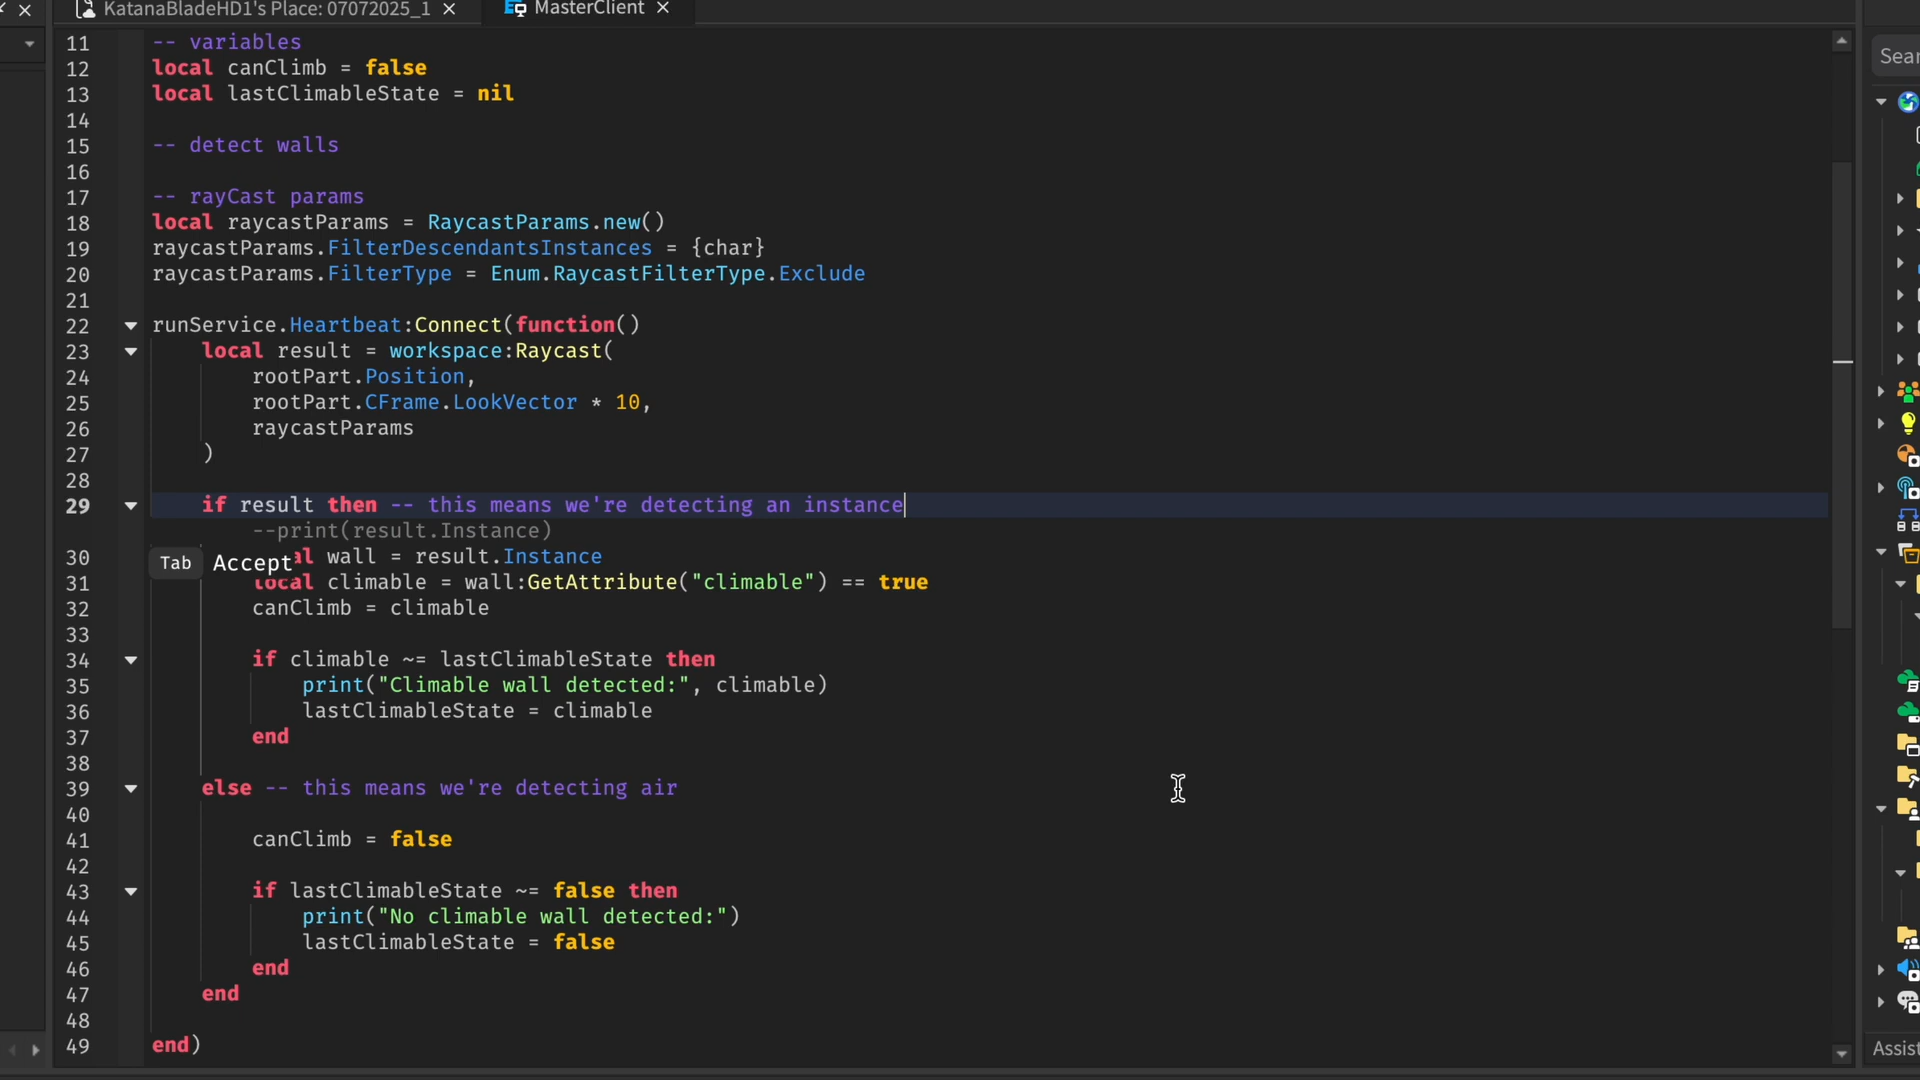 KatanaBladeHD1's Place: 07072025_1
MasterClient
11 -- variables
12 local canClimb = false
13 local lastClimableState = nil
14
15 -- detect walls
16
17 -- rayCast params
18 local raycastParams = RaycastParams.new()
19 raycastParams.FilterDescendantsInstances = {char}
20 raycastParams.FilterType = Enum.RaycastFilterType.Exclude
21
22 runService.Heartbeat:Connect(function()
23 local result = workspace:Raycast(
24 rootPart.Position,
25 rootPart.CFrame.LookVector * 10,
26 raycastParams
27 )
28
29 if result then -- this means we're detecting an instance
--print(result.Instance)
30 al wall = result.Instance
Tab Accept
31 local climable = wall:GetAttribute("climable") == true
32 canClimb = climable
33
34 if climable ~= lastClimableState then
35 print("Climable wall detected:", climable)
36 lastClimableState = climable
37 end
38
39 else -- this means we're detecting air
40
41 canClimb = false
42
43 if lastClimableState ~= false then
44 print("No climable wall detected:")
45 lastClimableState = false
46 end
47 end
48
49 end)
Sear
Assist